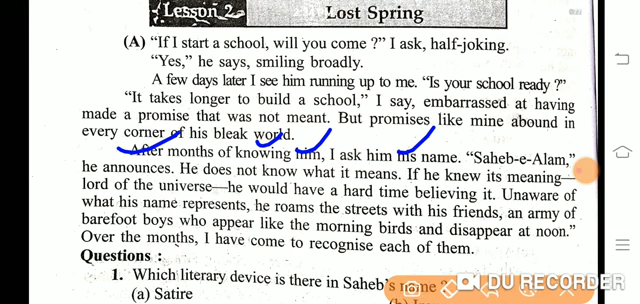 Lesson 2
Lost Spring
(A) “If I start a school, will you come ?” I ask, half-joking.
“Yes,” he says, smiling broadly.
A few days later I see him running up to me. “Is your school ready ?”
“It takes longer to build a school,” I say, embarrassed at having
made a promise that was not meant. But promises like mine abound in
every corner of his bleak world.
After months of knowing him, I ask him his name. “Saheb-e-Alam,”
he announces. He does not know what it means. If he knew its meaning—
lord of the universe—he would have a hard time believing it. Unaware of
what his name represents, he roams the streets with his friends, an army of
barefoot boys who appear like the morning birds and disappear at noon.”
Over the months, I have come to recognise each of them.
Questions :
1. Which literary device is there in Saheb’s name ?
(a) Satire
DU RECORDER